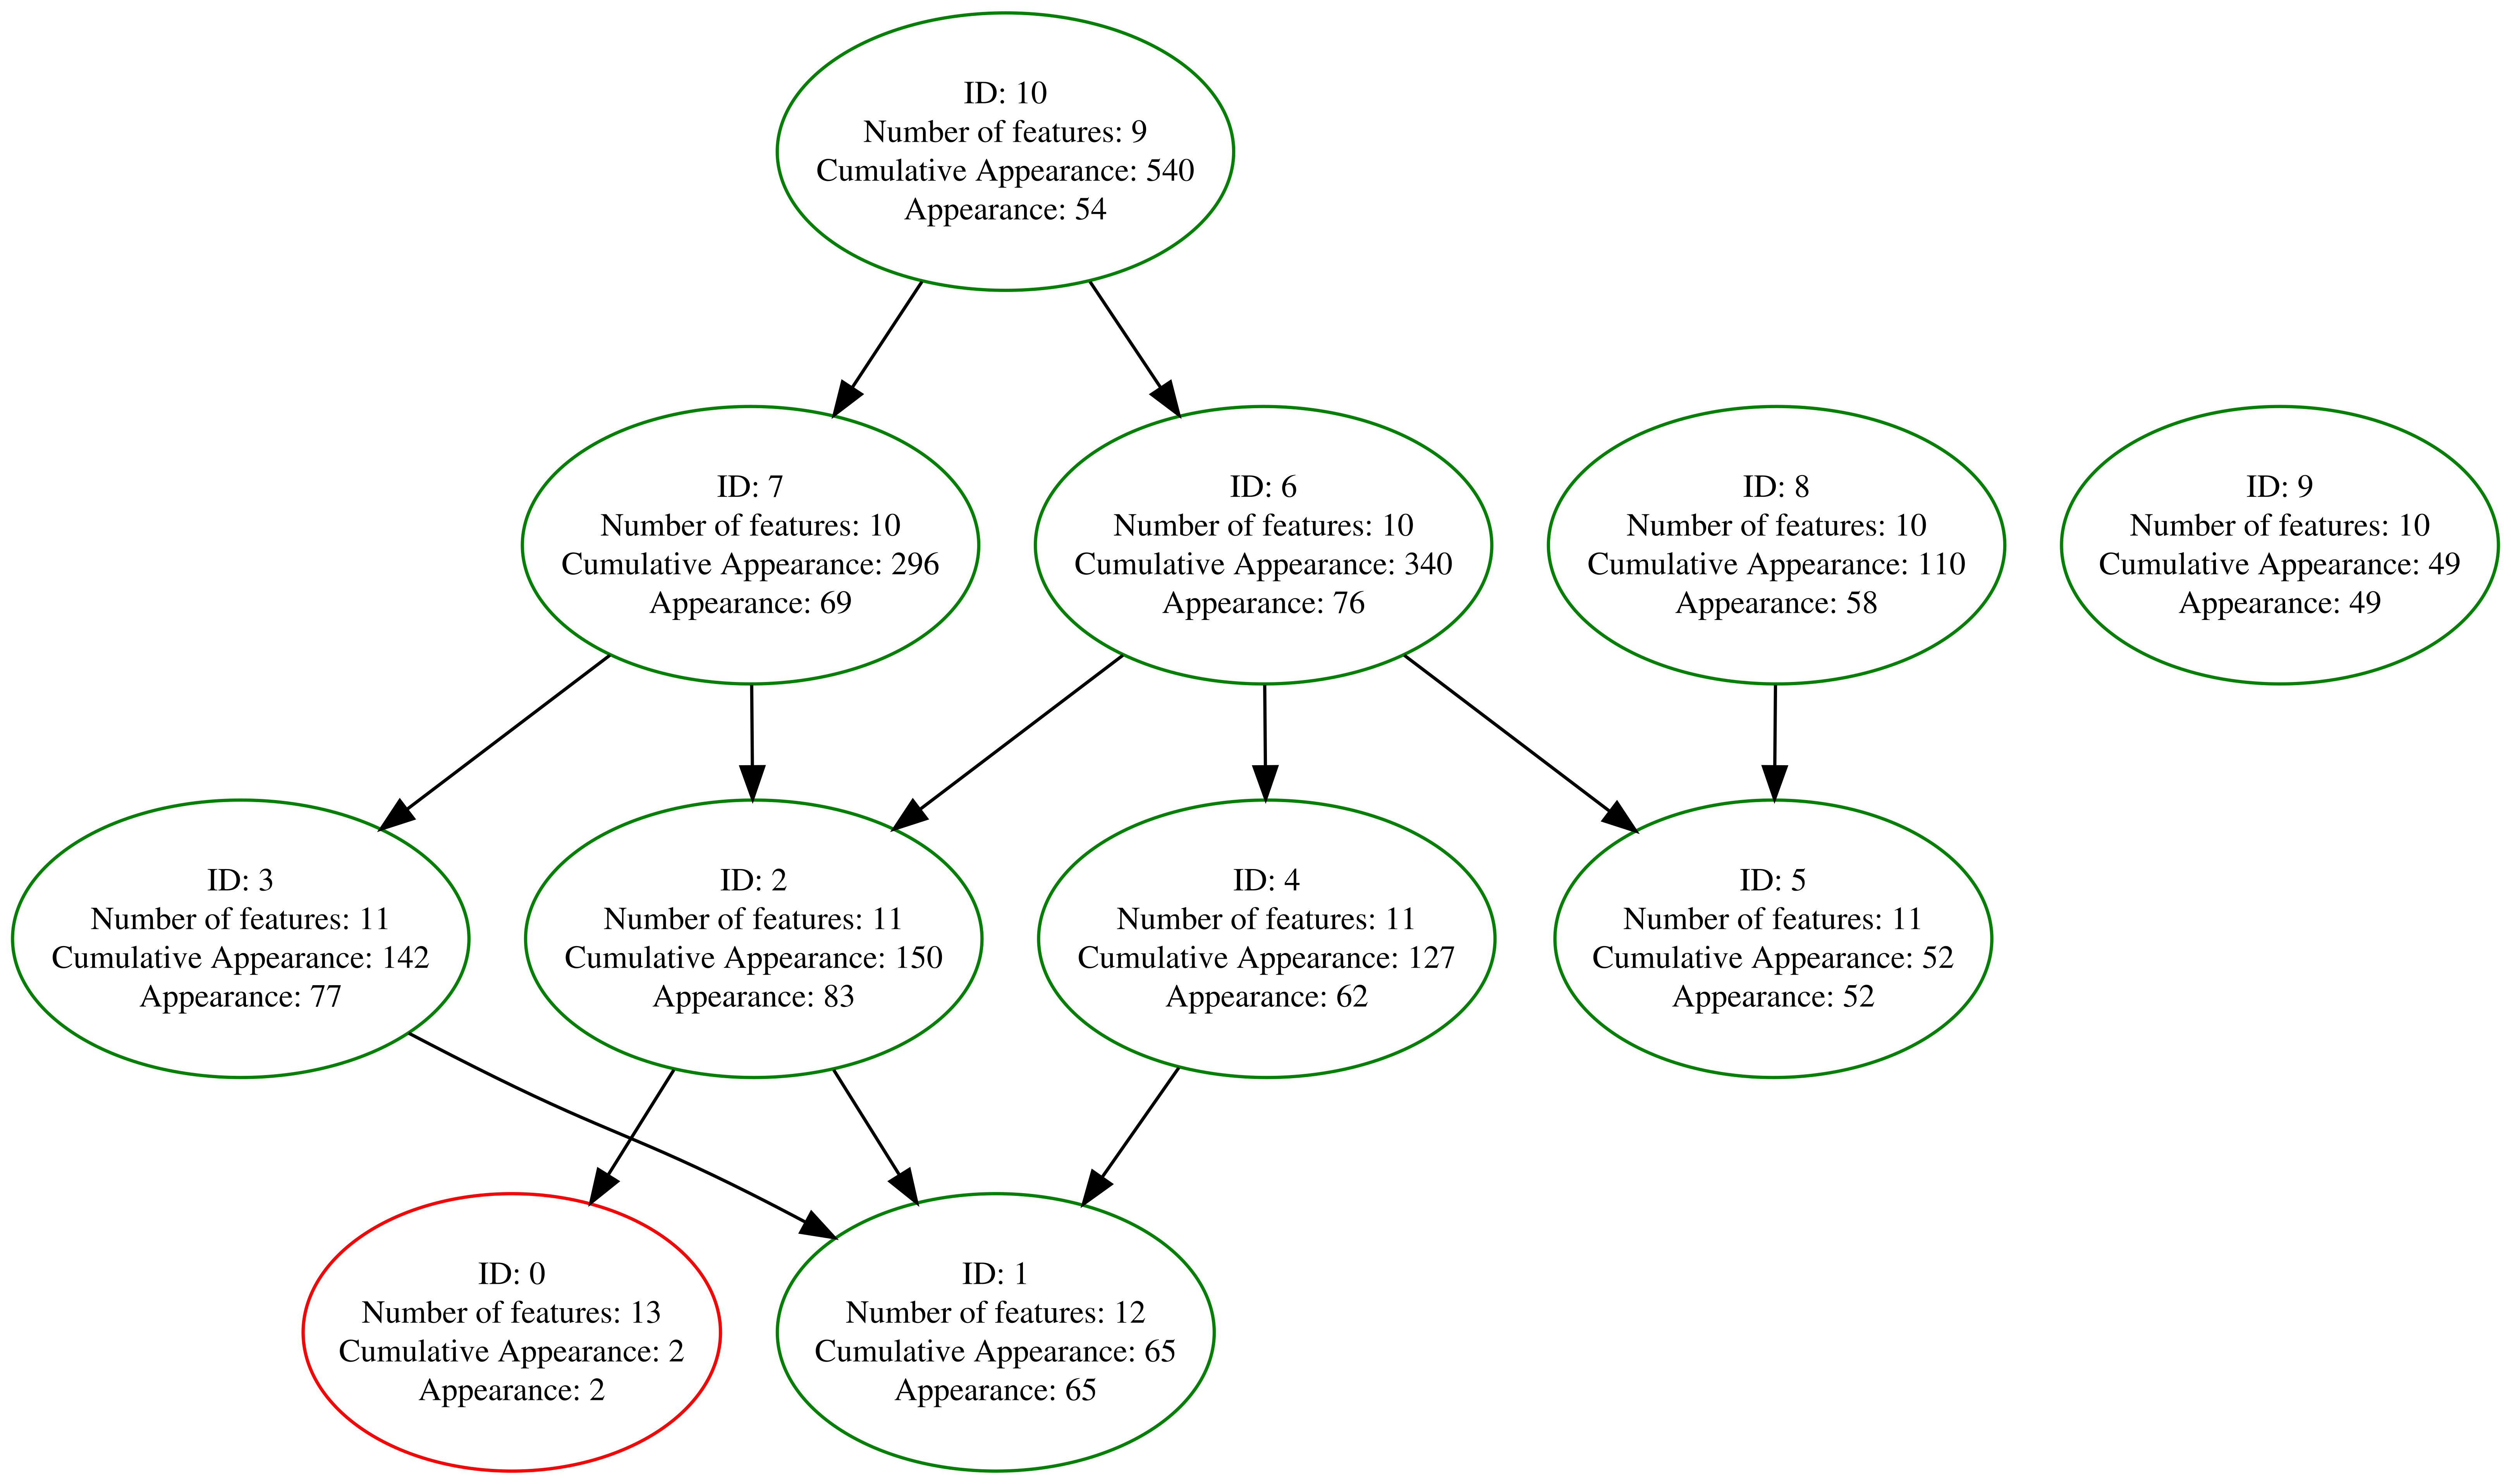 ID: 10
Number of features: 9
Cumulative Appearance: 540
Appearance: 54
ID: 7
Number of features: 10
Cumulative Appearance: 296
Appearance: 69
ID: 6
Number of features: 10
Cumulative Appearance: 340
Appearance: 76
ID: 8
Number of features: 10
Cumulative Appearance: 110
Appearance: 58
ID: 9
Number of features: 10
Cumulative Appearance: 49
Appearance: 49
ID: 3
Number of features: 11
Cumulative Appearance: 142
Appearance: 77
ID: 2
Number of features: 11
Cumulative Appearance: 150
Appearance: 83
ID: 4
Number of features: 11
Cumulative Appearance: 127
Appearance: 62
ID: 5
Number of features: 11
Cumulative Appearance: 52
Appearance: 52
ID: 0
Number of features: 13
Cumulative Appearance: 2
Appearance: 2
ID: 1
Number of features: 12
Cumulative Appearance: 65
Appearance: 65